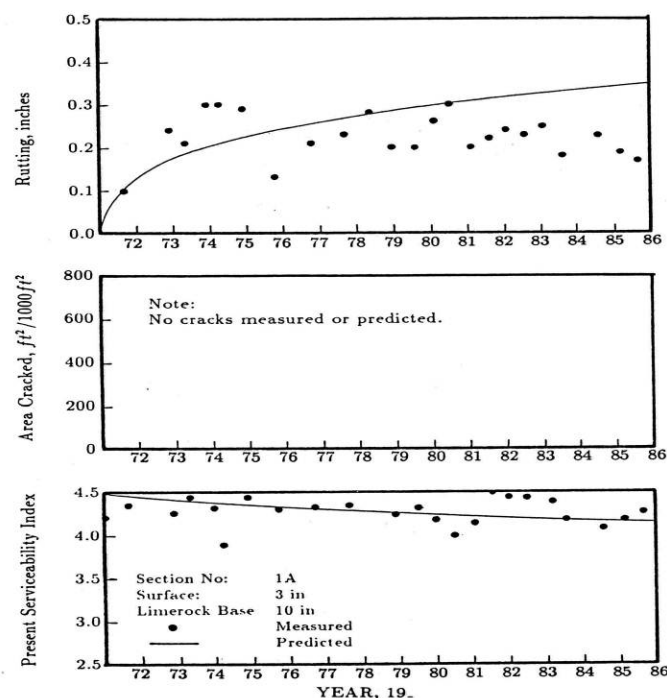 Rutting, inches
0.5
0.4
0.3
0.2
0.1
0.0
72 73 74 75 76 77 78 79 80 81 82 83 84 85 86
Area Cracked, ft²/1000ft²
800
600
400
200
0
Note:
No cracks measured or predicted.
72 73 74 75 76 77 78 79 80 81 82 83 84 85 86
Present Serviceability Index
4.5
4.0
3.5
3.0
2.5
Section No: 1A
Surface: 3 in
Limerock Base 10 in
Measured
Predicted
72 73 74 75 76 77 78 79 80 81 82 83 84 85 86
YEAR, 19_